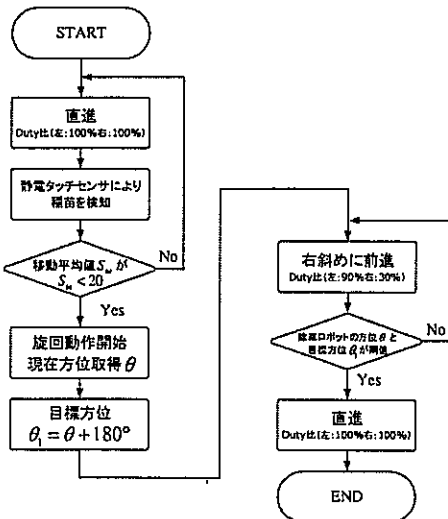 START
直進
Duty比(左:100%右:100%)
静電タッチセンサにより
稲苗を検知
移動平均値S_M が
S_M < 20
No
Yes
旋回動作開始
現在方位取得 θ
目標方位
θ₁ = θ + 180°
右斜めに前進
Duty比(左:90%右:30%)
除草ロボットの方位 θ と
目標方位 θ₁ が同値
No
Yes
直進
Duty比(左:100%右:100%)
END